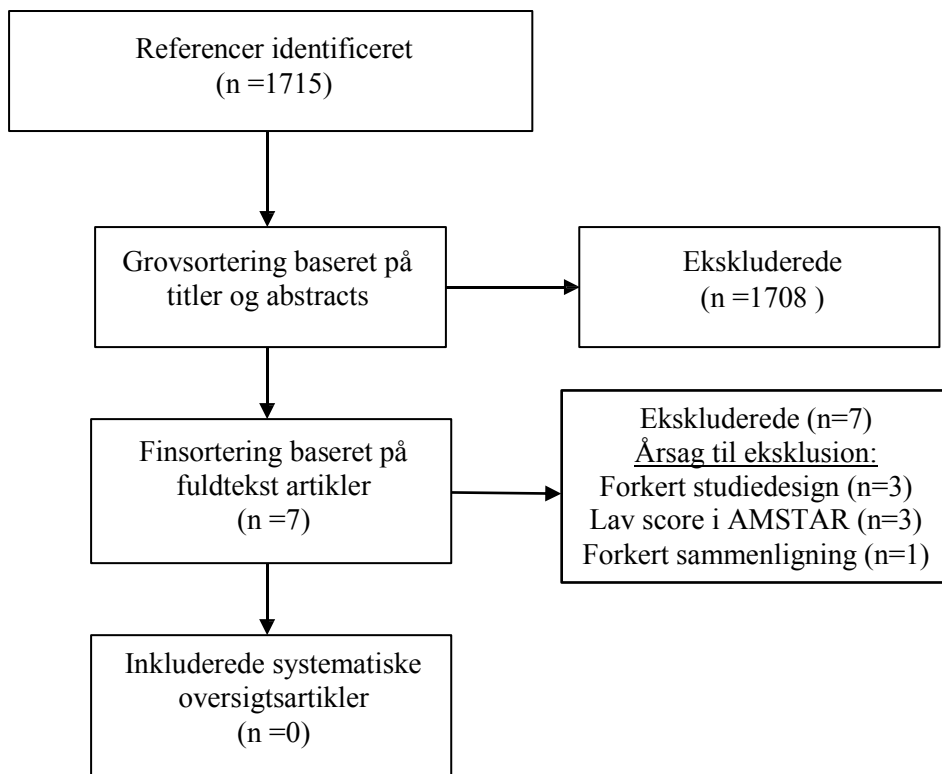 Referencer identificeret
(n =1715)
Grovsortering baseret på
titler og abstracts
Ekskluderede
(n =1708 )
Finsortering baseret på
fuldtekst artikler
(n =7)
Ekskluderede (n=7)
Årsag til eksklusion:
Forkert studiedesign (n=3)
Lav score i AMSTAR (n=3)
Forkert sammenligning (n=1)
Inkluderede systematiske
oversigtsartikler
(n =0)